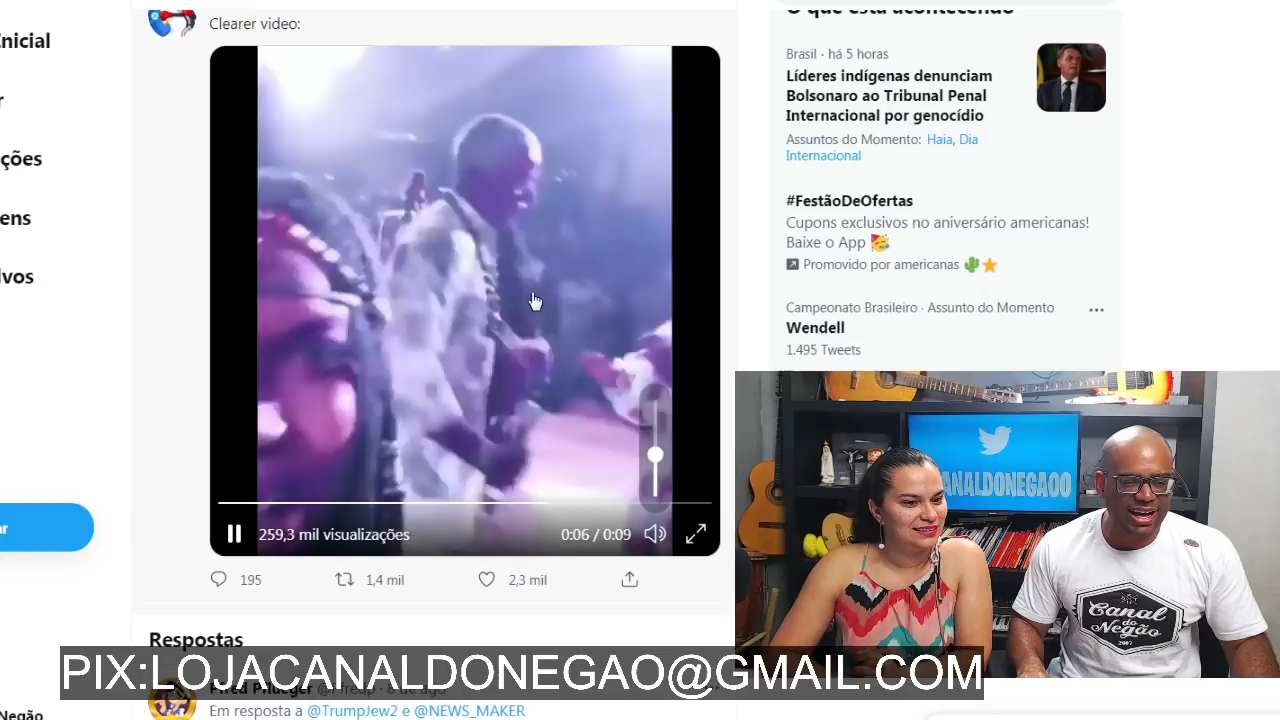 Inicial
ções
ens
lvos
ar
Negão
Clearer video:
259,3 mil visualizações
0:06 / 0:09
195
1,4 mil
2,3 mil
Respostas
Em resposta a @TrumpJew2 e @NEWS_MAKER
O que está acontecendo
Brasil · há 5 horas
Líderes indígenas denunciam
Bolsonaro ao Tribunal Penal
Internacional por genocídio
Assuntos do Momento: Haia, Dia
Internacional
#FestãoDeOfertas
Cupons exclusivos no aniversário americanas!
Baixe o App 🥳
Promovido por americanas 🌵⭐
Campeonato Brasileiro · Assunto do Momento
Wendell
1.495 Tweets
CANALDONEGAOO
Canal
do
Negão
2007
PIX:LOJACANALDONEGAO@GMAIL.COM